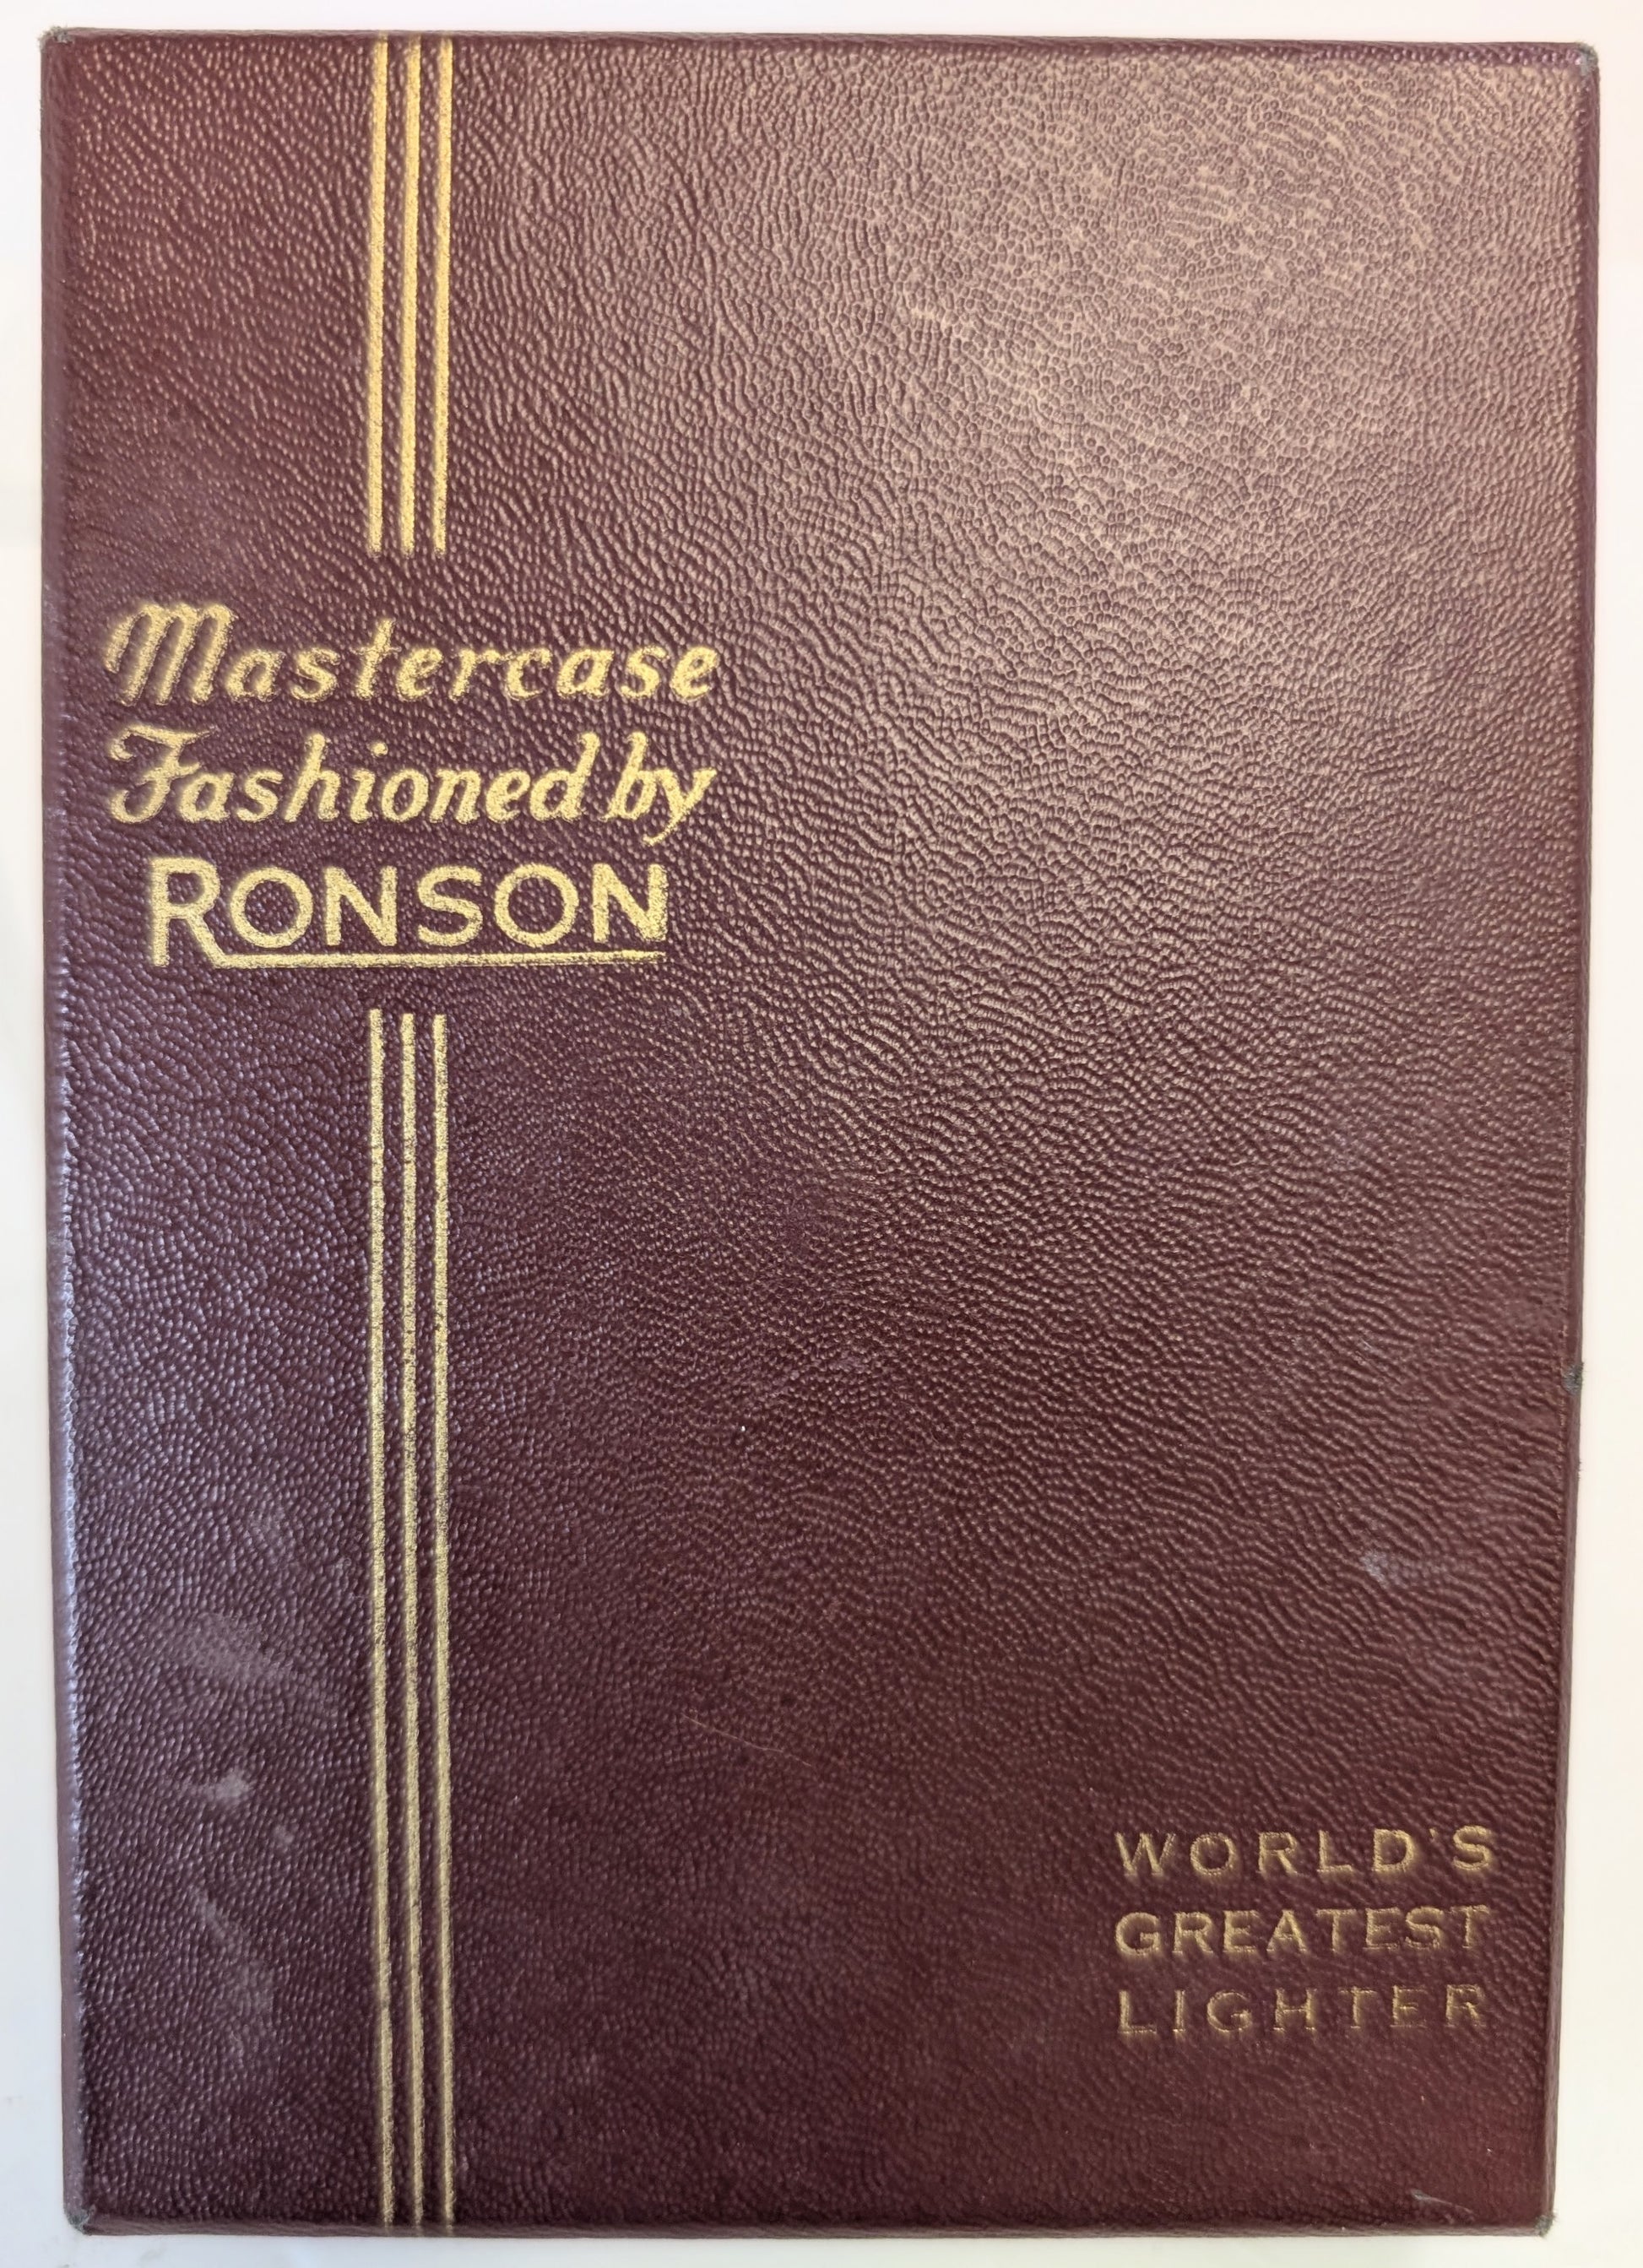 Mastercase
Fashioned by
RONSON
WORLD'S
GREATEST
LIGHTER